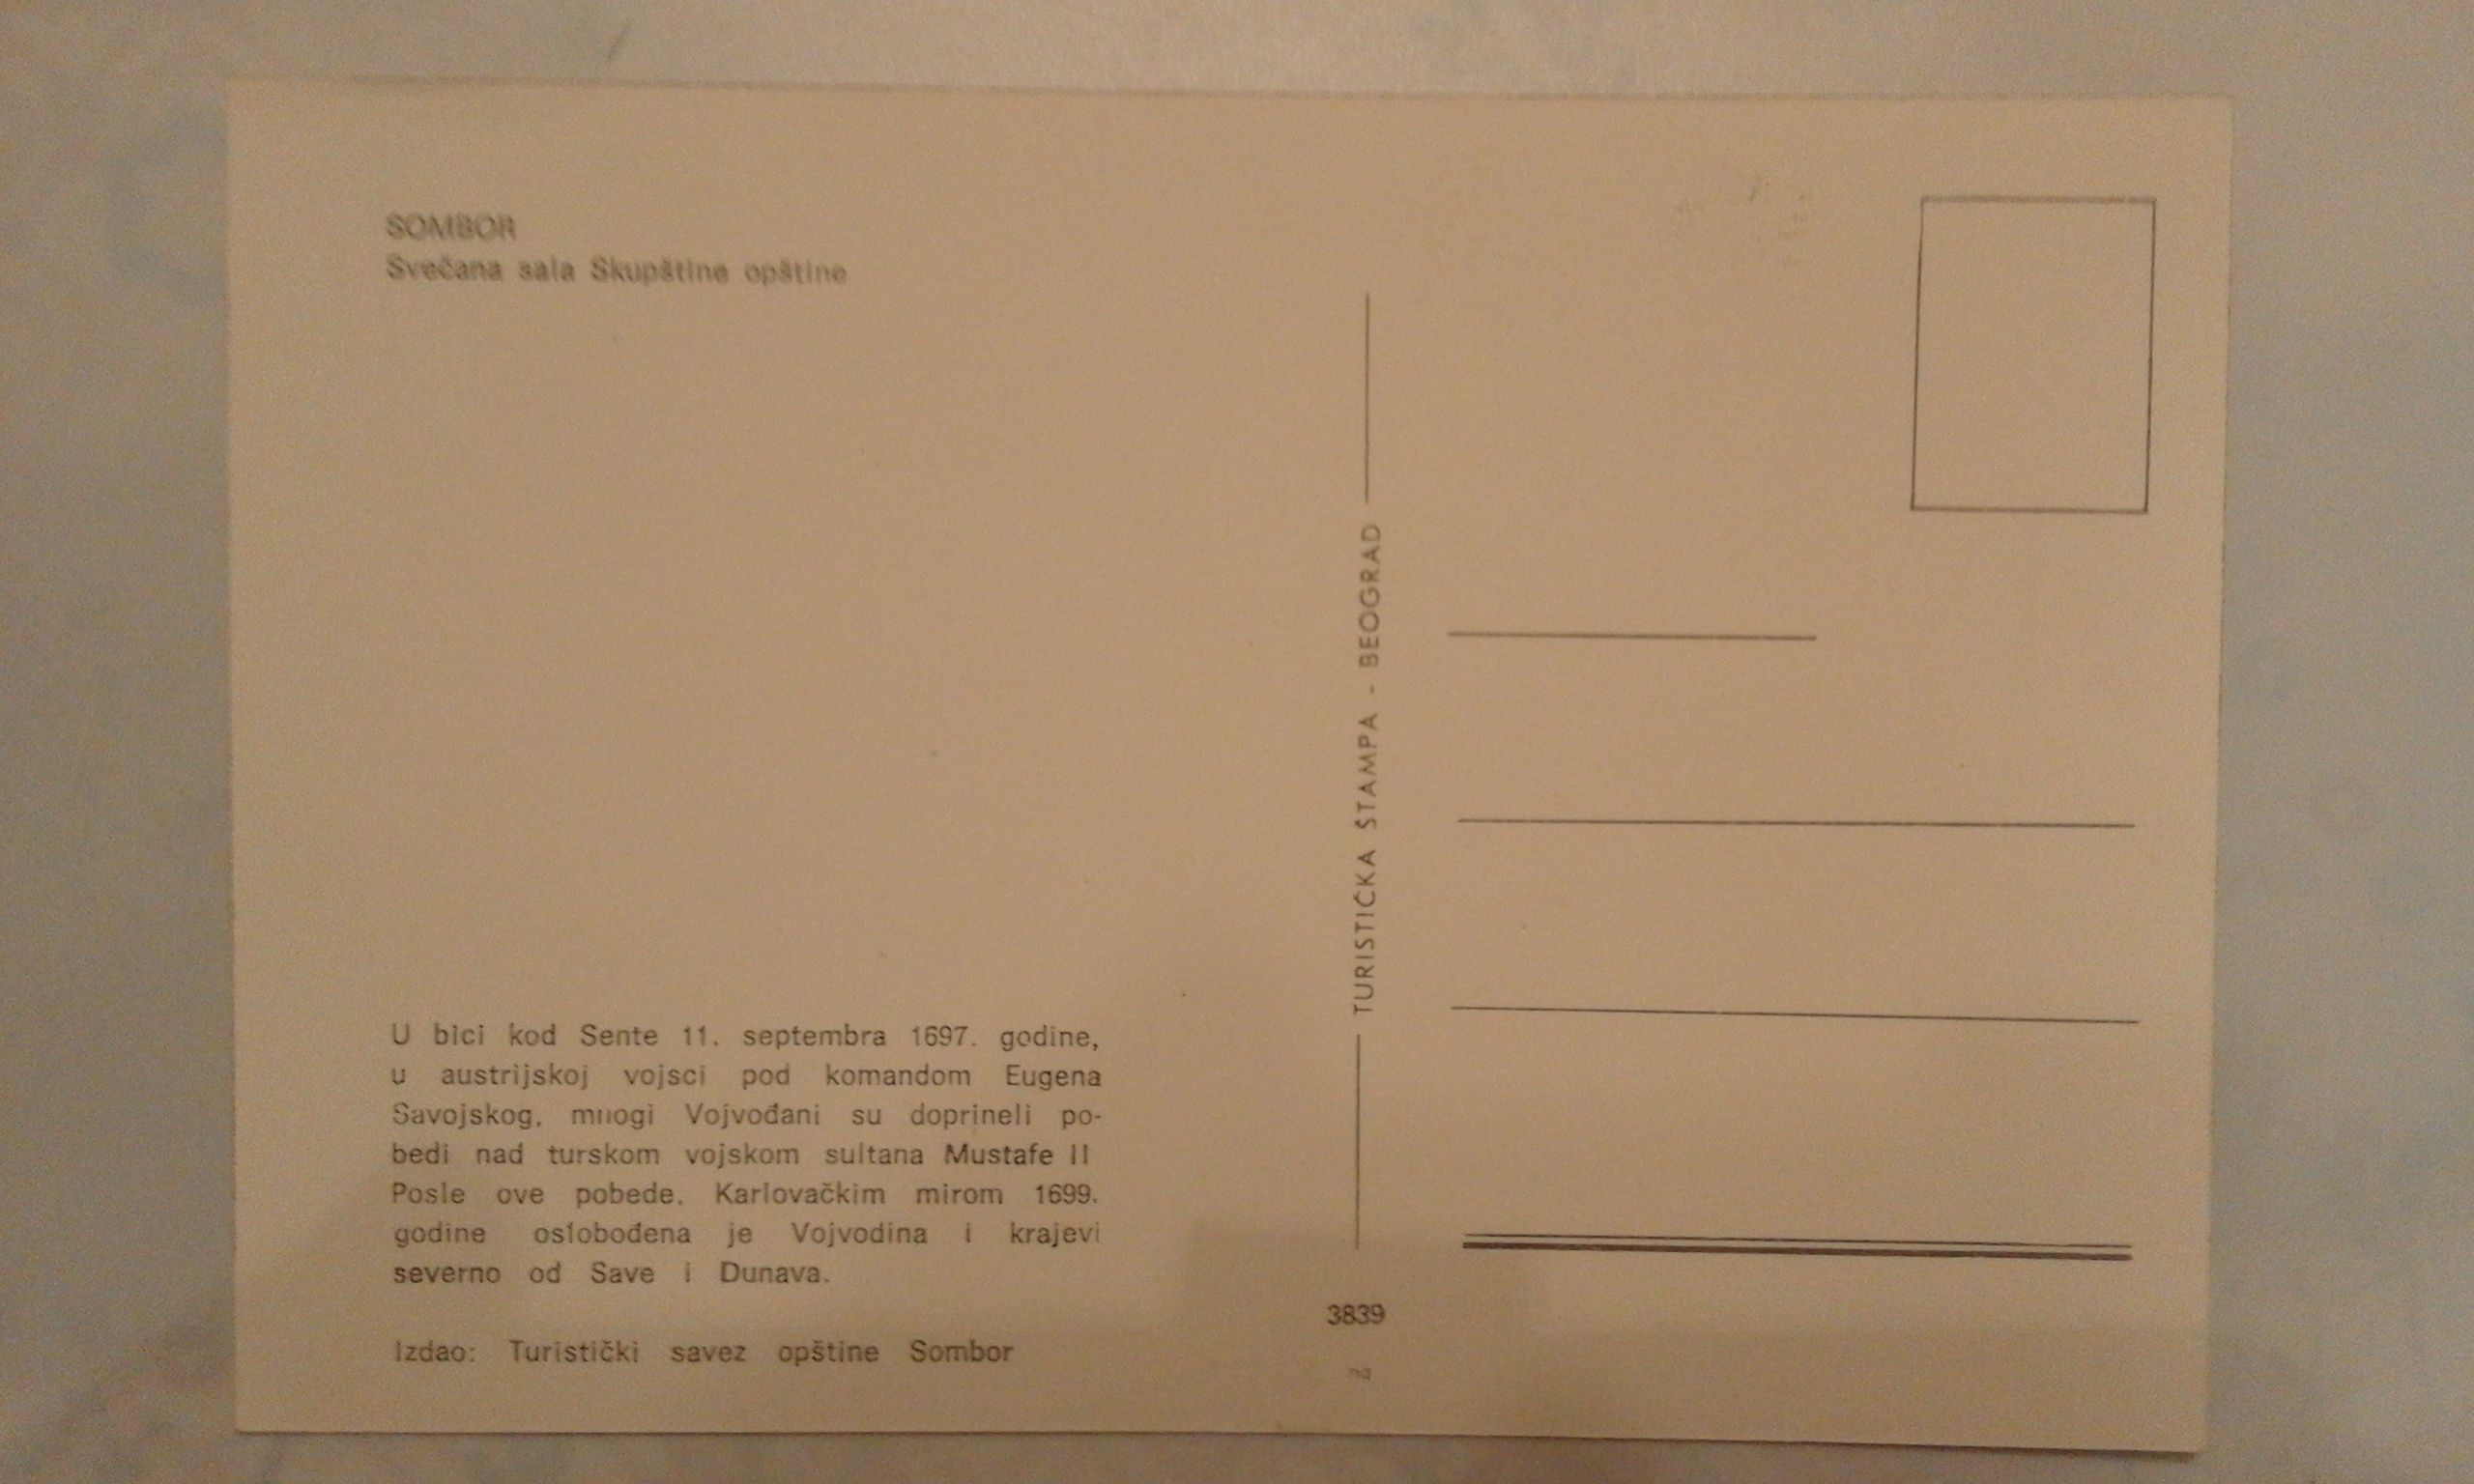 SOMBOR
Svečana sala Skupštine opštine
U bici kod Sente 11. septembra 1697. godine,
u austrijskoj vojsci pod komandom Eugena
Savojskog, mnogi Vojvođani su doprineli po-
bedi nad turskom vojskom sultana Mustafe II
Posle ove pobede, Karlovačkim mirom 1699.
godine oslobođena je Vojvodina i krajevi
severno od Save i Dunava.
Izdao: Turistički savez opštine Sombor
TURISTIČKA ŠTAMPA - BEOGRAD
3839